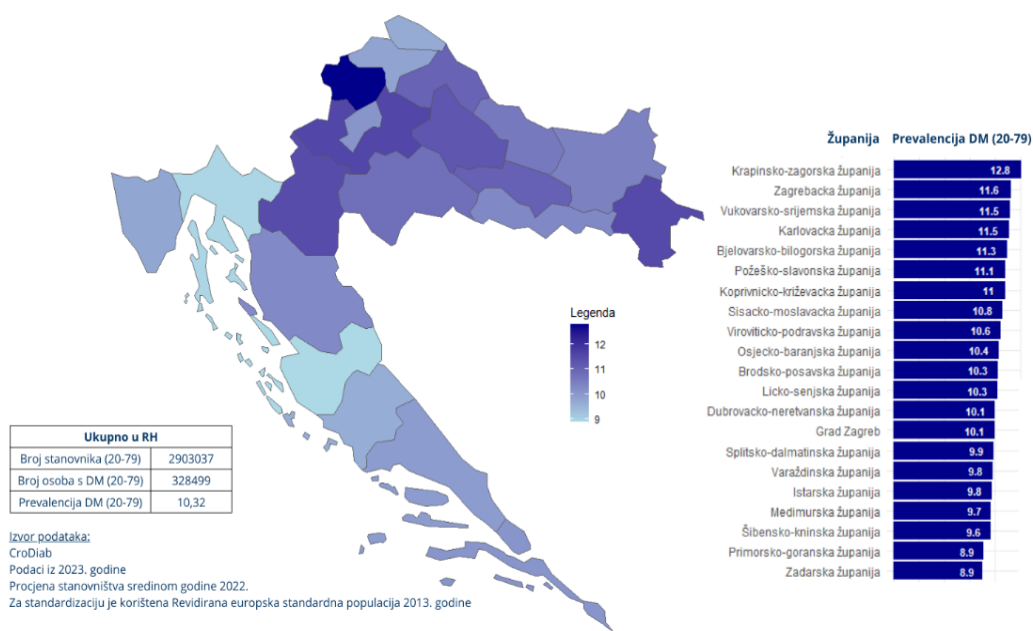 Županija Prevalencija DM (20-79)
Krapinsko-zagorska županija 12.8
Zagrebacka županija 11.6
Vukovarsko-srijemska županija 11.5
Karlovacka županija 11.5
Bjelovarsko-bilogorska županija 11.3
Požeško-slavonska županija 11.1
Koprivnicko-križevacka županija 11
Sisacko-moslavacka županija 10.8
Viroviticko-podravska županija 10.6
Osjecko-baranjska županija 10.4
Brodsko-posavska županija 10.3
Licko-senjska županija 10.3
Dubrovacko-neretvanska županija 10.1
Grad Zagreb 10.1
Splitsko-dalmatinska županija 9.9
Varaždinska županija 9.8
Istarska županija 9.8
Medimurska županija 9.7
Šibensko-kninska županija 9.6
Primorsko-goranska županija 8.9
Zadarska županija 8.9
Legenda
12
11
10
9
Ukupno u RH
Broj stanovnika (20-79) 2903037
Broj osoba s DM (20-79) 328499
Prevalencija DM (20-79) 10,32
Izvor podataka:
CroDiab
Podaci iz 2023. godine
Procjena stanovništva sredinom godine 2022.
Za standardizaciju je korištena Revidirana europska standardna populacija 2013. godine